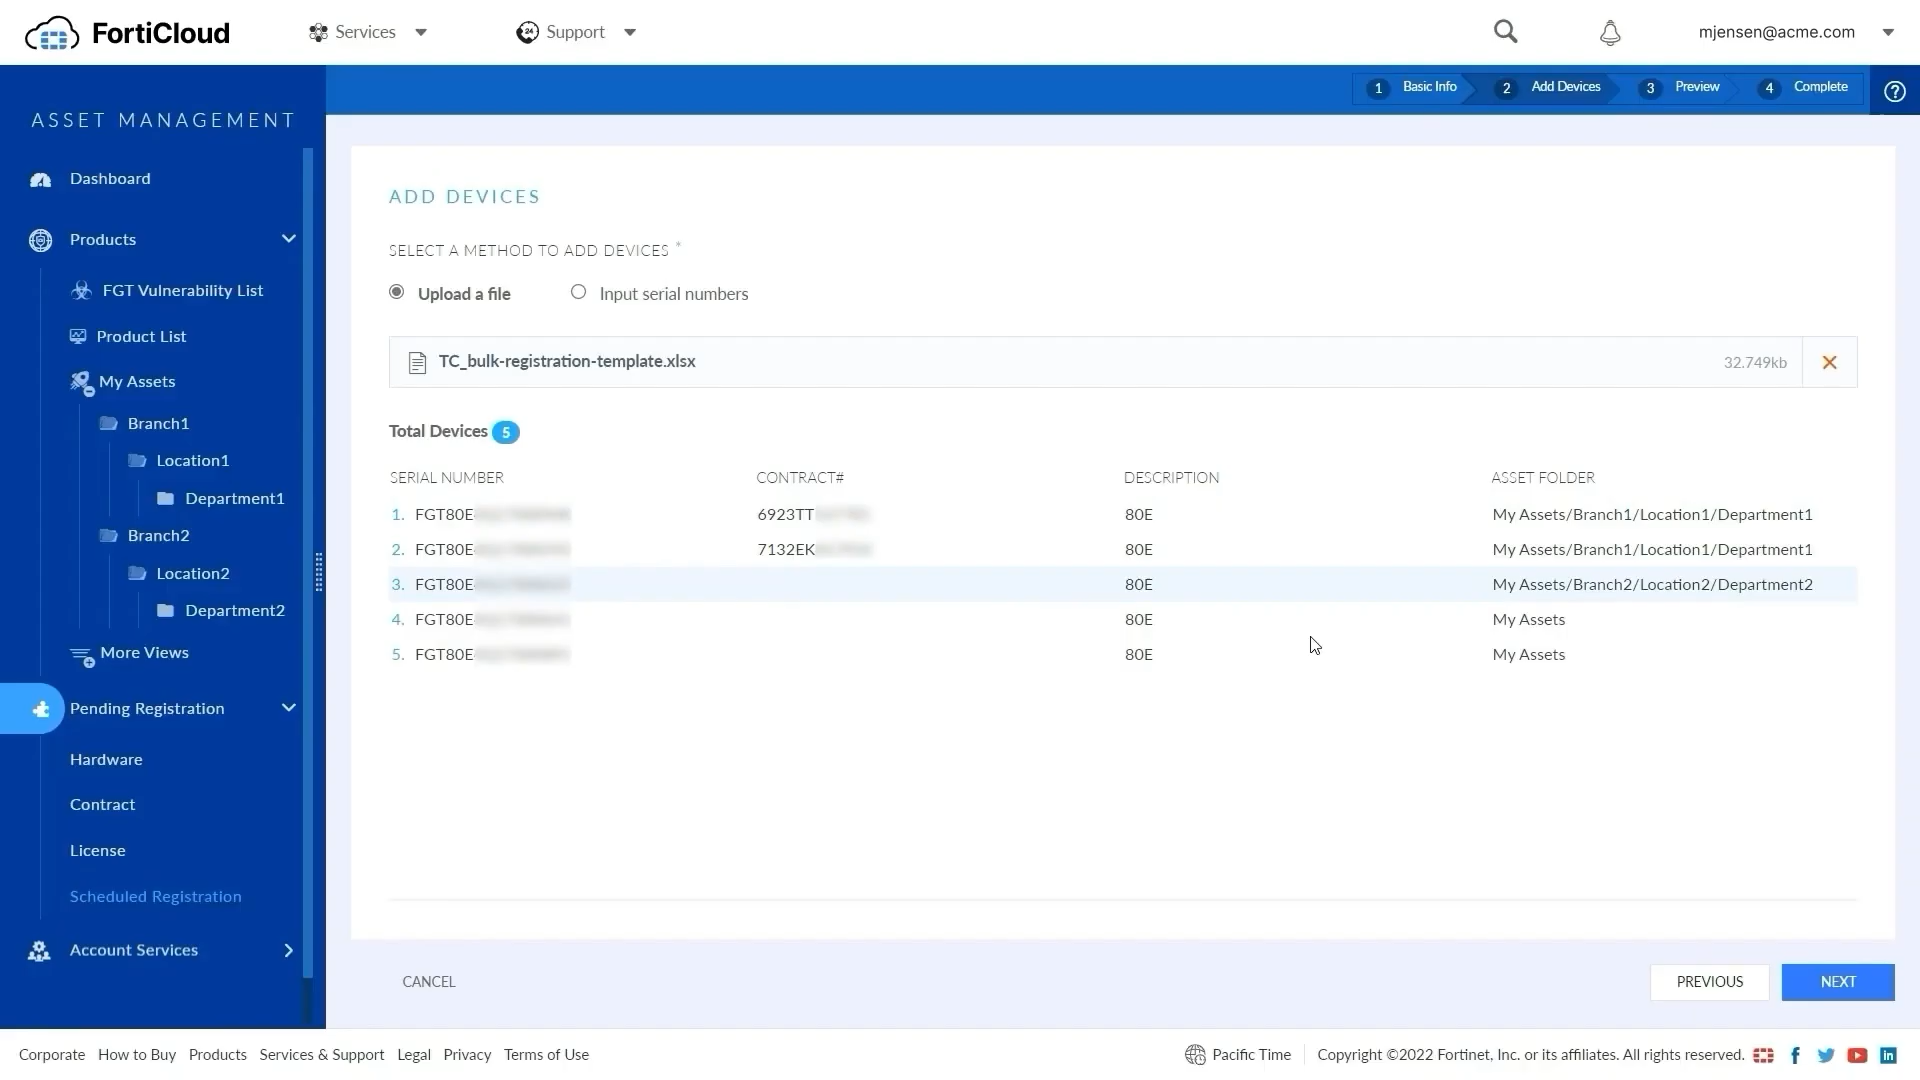 FortiCloud
Services
Support
24
mjensen@acme.com
1 Basic Info
2 Add Devices
3 Preview
4 Complete
?
ASSET MANAGEMENT
Dashboard
Products
FGT Vulnerability List
Product List
My Assets
Branch1
Location1
Department1
Branch2
Location2
Department2
More Views
Pending Registration
Hardware
Contract
License
Scheduled Registration
Account Services
ADD DEVICES
SELECT A METHOD TO ADD DEVICES *
Upload a file Input serial numbers
TC_bulk-registration-template.xlsx 32.749kb
Total Devices 5
SERIAL NUMBER CONTRACT# DESCRIPTION ASSET FOLDER
1. FGT80E 6923TT 80E My Assets/Branch1/Location1/Department1
2. FGT80E 7132EK 80E My Assets/Branch1/Location1/Department1
3. FGT80E 80E My Assets/Branch2/Location2/Department2
4. FGT80E 80E My Assets
5. FGT80E 80E My Assets
CANCEL PREVIOUS NEXT
Corporate How to Buy Products Services & Support Legal Privacy Terms of Use Pacific Time Copyright ©2022 Fortinet, Inc. or its affiliates. All rights reserved.